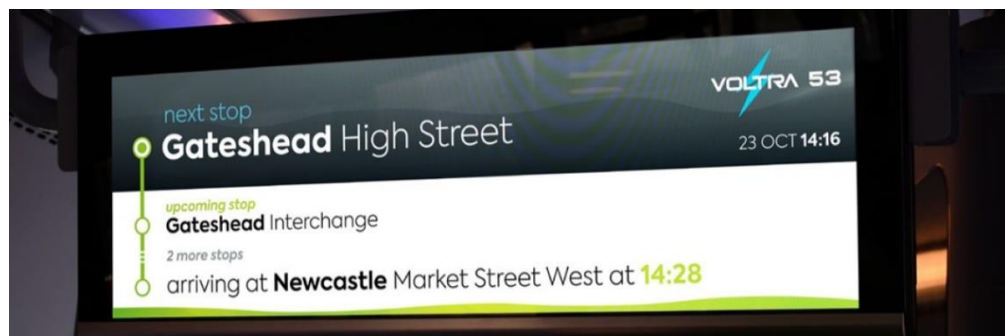 VOLTRA 53
next stop
Gateshead High Street
23 OCT 14:16
upcoming stop
Gateshead Interchange
2 more stops
arriving at Newcastle Market Street West at 14:28